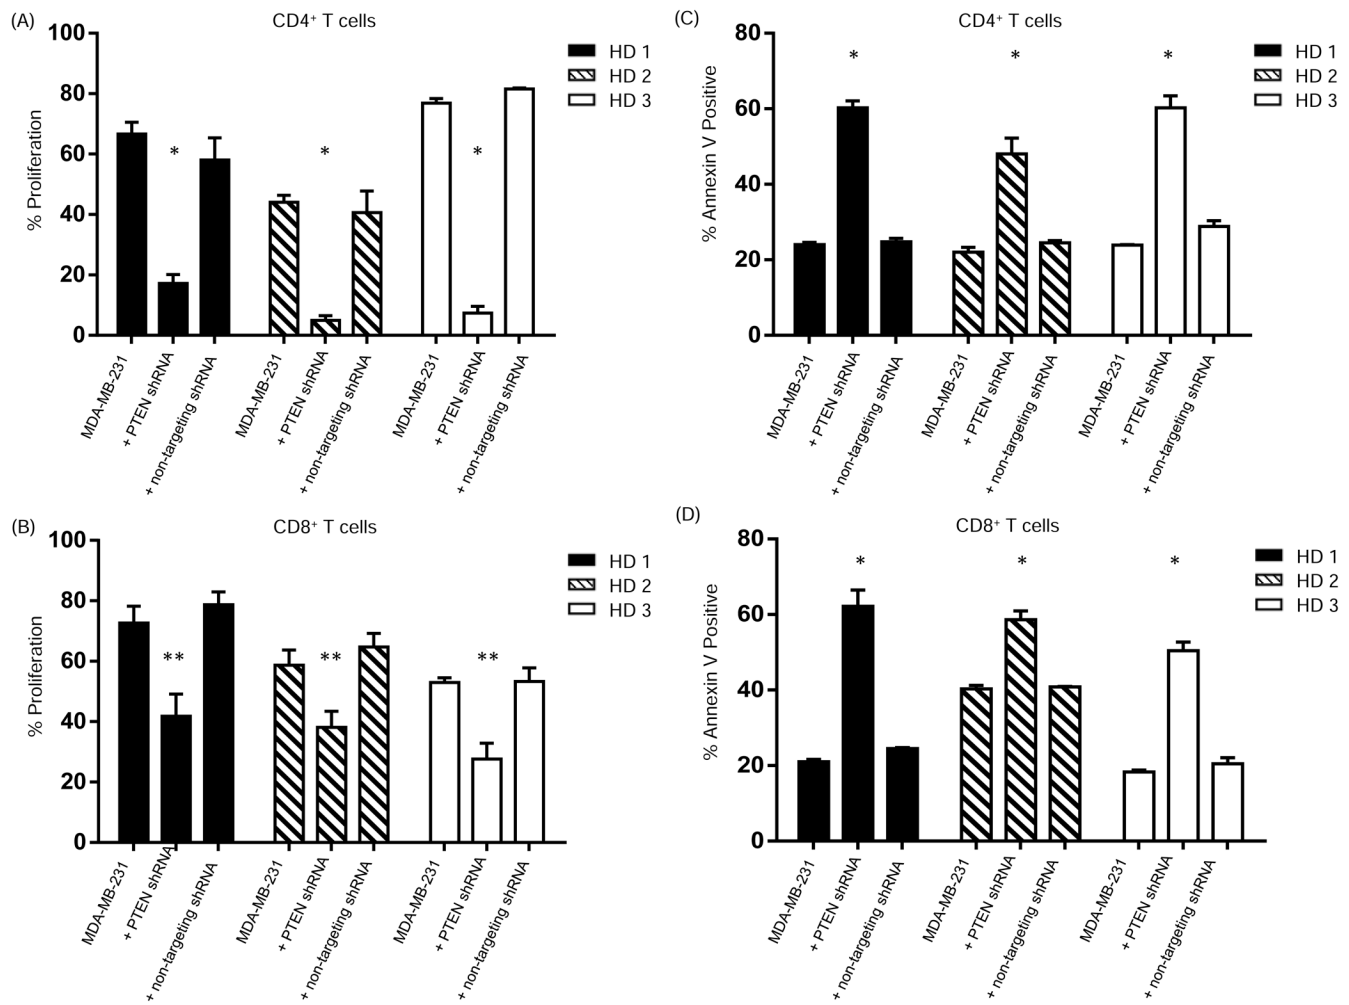 (A)
CD4⁺ T cells
% Proliferation
100
80
60
40
20
0
* * *
HD 1
HD 2
HD 3
MDA-MB-231
+ PTEN shRNA
+ non-targeting shRNA
MDA-MB-231
+ PTEN shRNA
+ non-targeting shRNA
MDA-MB-231
+ PTEN shRNA
+ non-targeting shRNA
(C)
CD4⁺ T cells
% Annexin V Positive
80
60
40
20
0
* * *
HD 1
HD 2
HD 3
MDA-MB-231
+ PTEN shRNA
+ non-targeting shRNA
MDA-MB-231
+ PTEN shRNA
+ non-targeting shRNA
MDA-MB-231
+ PTEN shRNA
+ non-targeting shRNA
(B)
CD8⁺ T cells
% Proliferation
100
80
60
40
20
0
** ** **
HD 1
HD 2
HD 3
MDA-MB-231
+ PTEN shRNA
+ non-targeting shRNA
MDA-MB-231
+ PTEN shRNA
+ non-targeting shRNA
MDA-MB-231
+ PTEN shRNA
+ non-targeting shRNA
(D)
CD8⁺ T cells
% Annexin V Positive
80
60
40
20
0
* * *
HD 1
HD 2
HD 3
MDA-MB-231
+ PTEN shRNA
+ non-targeting shRNA
MDA-MB-231
+ PTEN shRNA
+ non-targeting shRNA
MDA-MB-231
+ PTEN shRNA
+ non-targeting shRNA